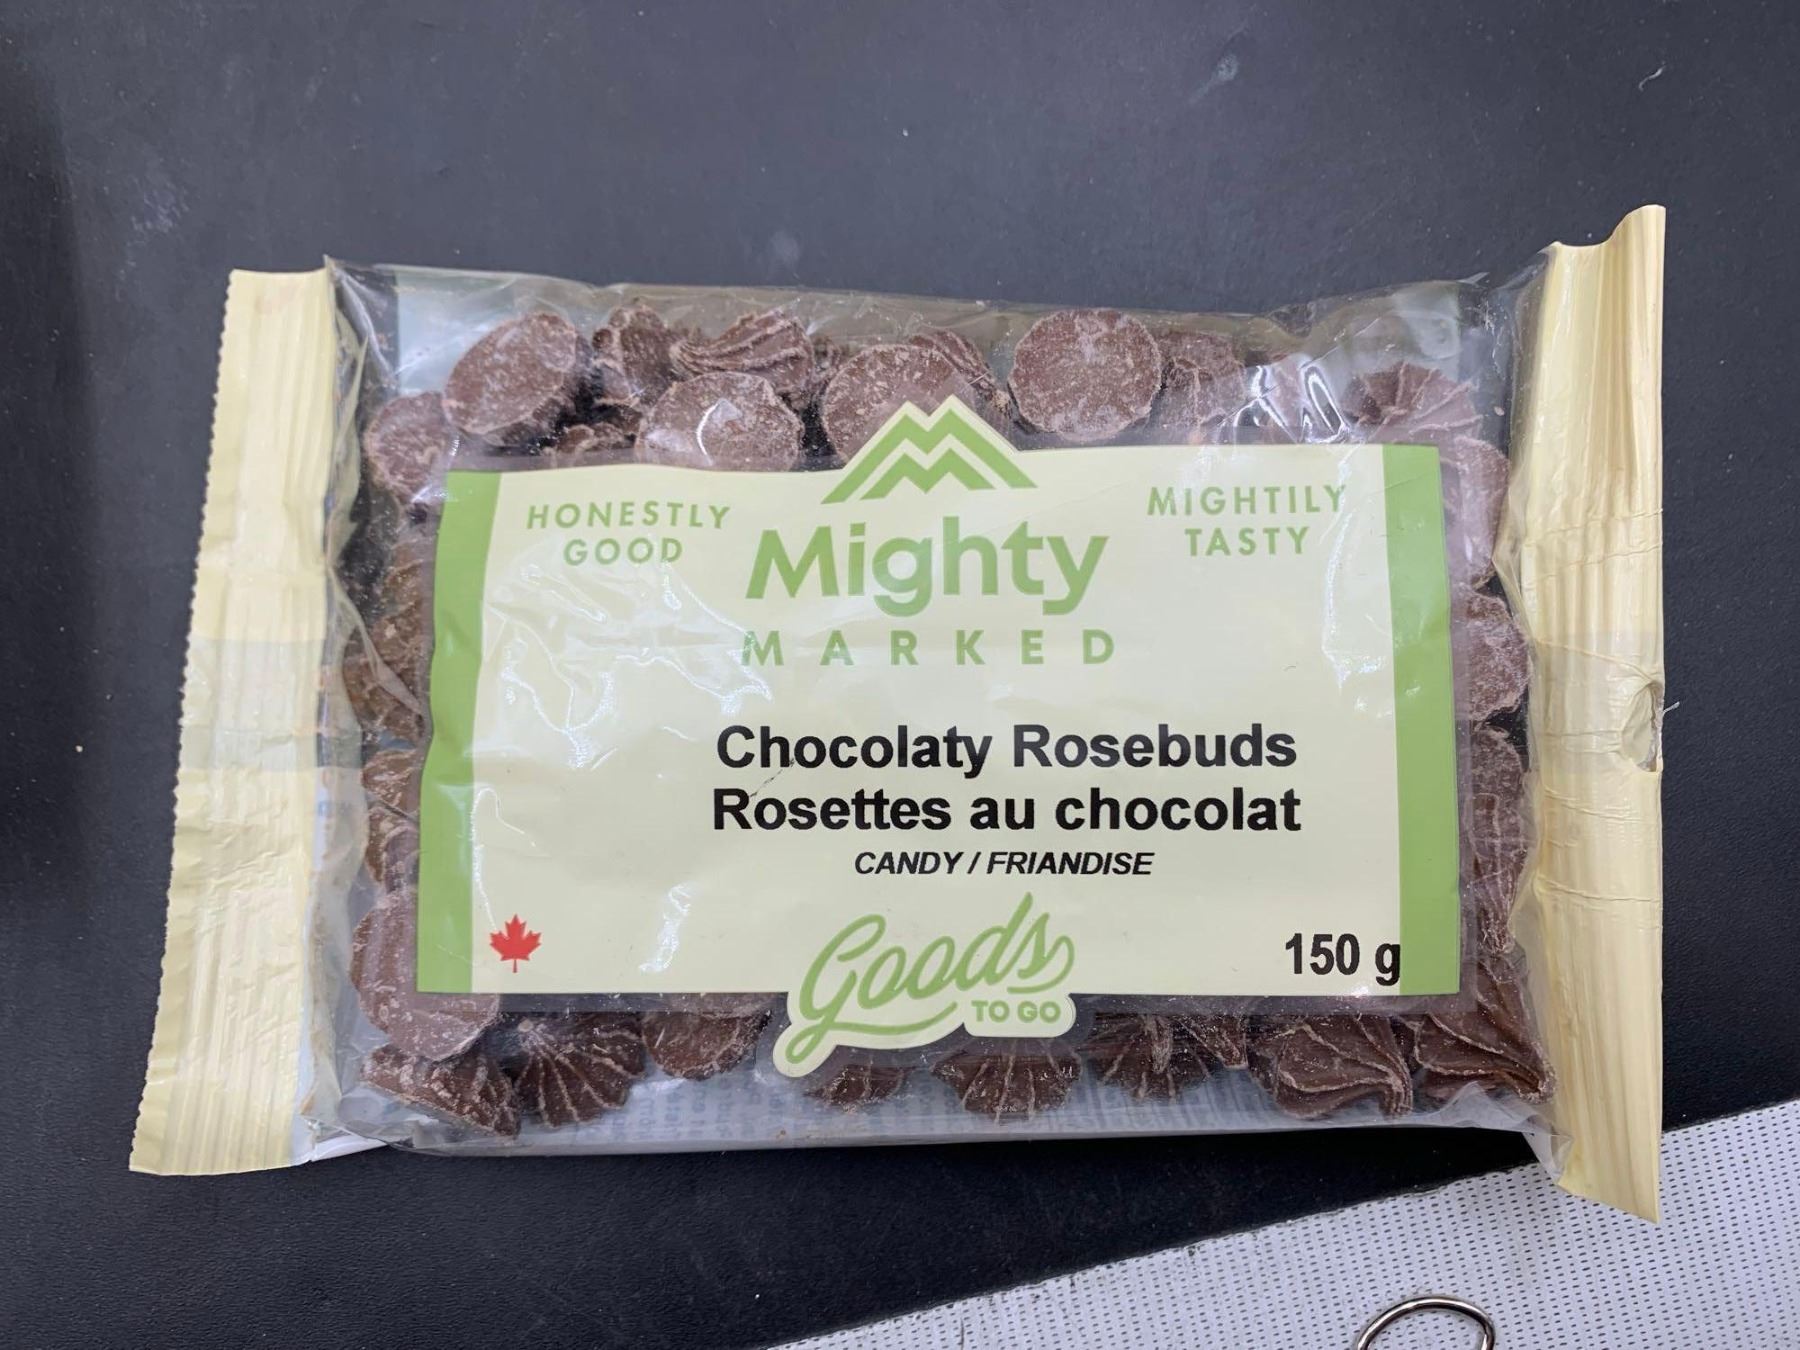 HONESTLY
GOOD
MIGHTILY
TASTY
Mighty
MARKED
Chocolaty Rosebuds
Rosettes au chocolat
CANDY / FRIANDISE
Goods
TO GO
150 g